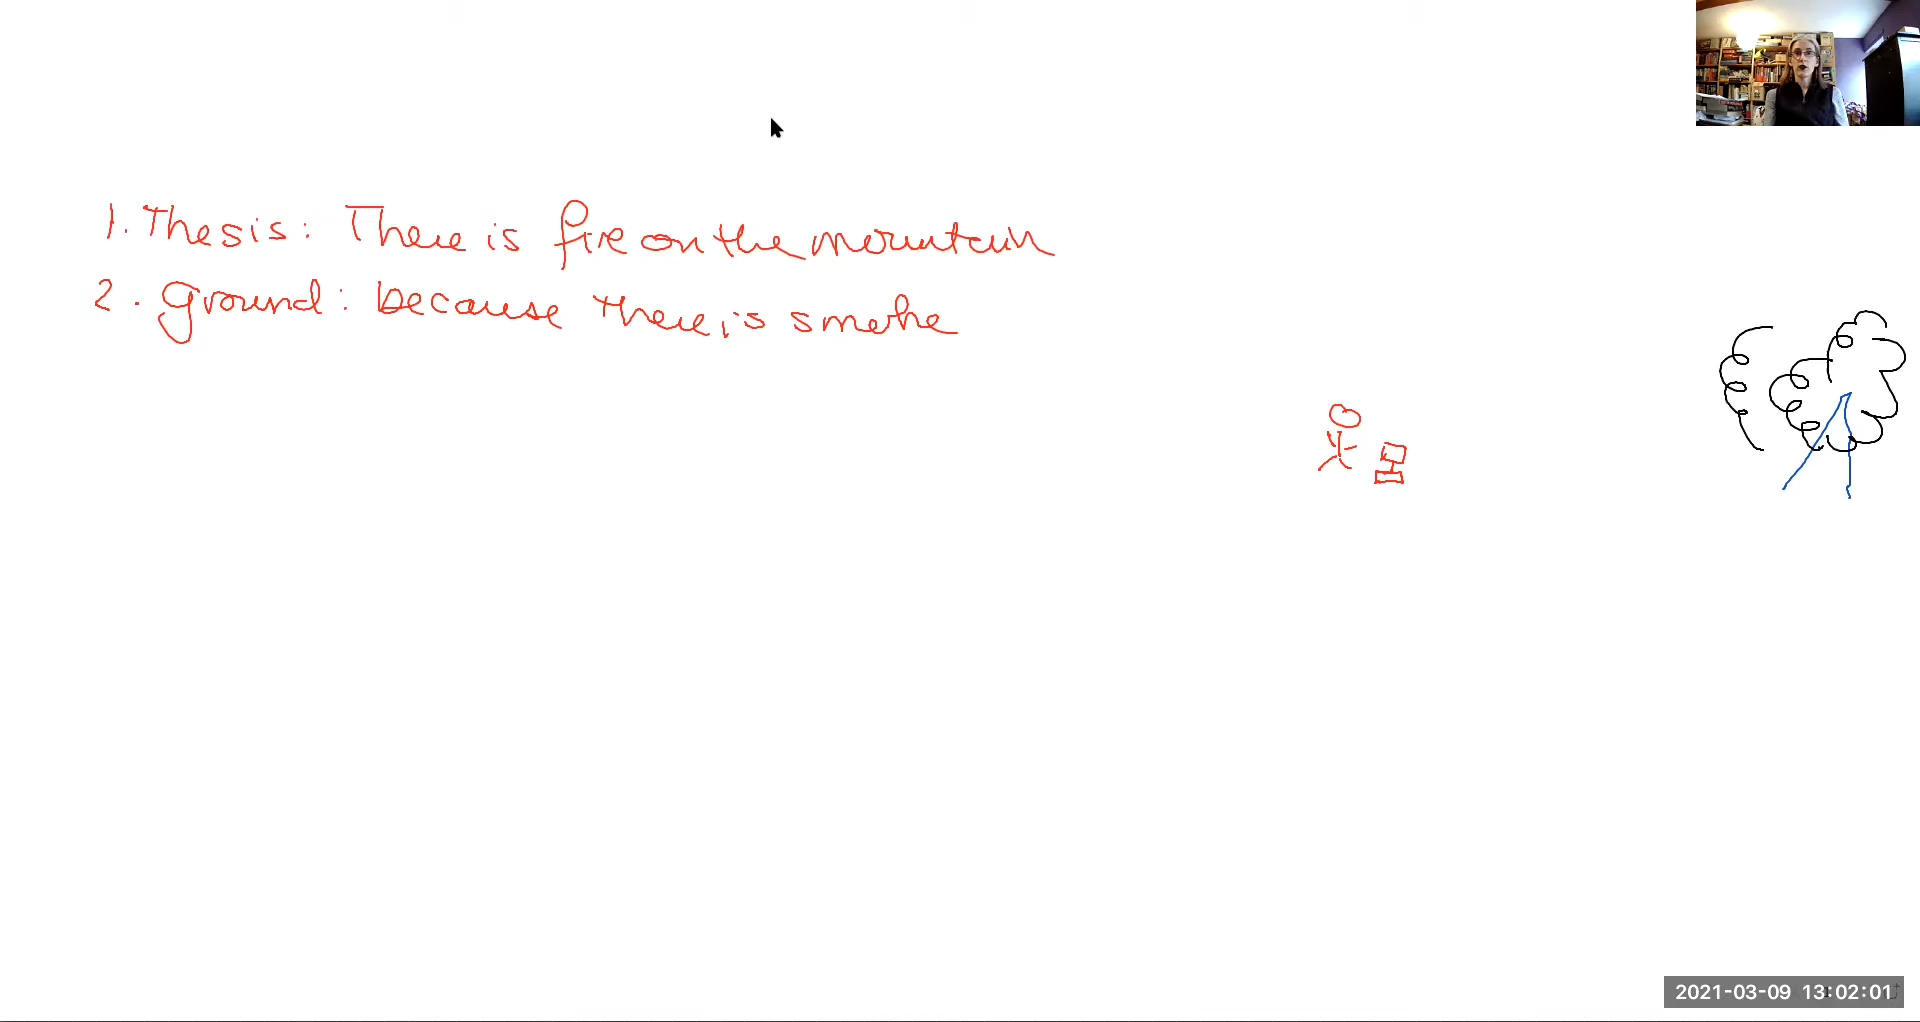 1. Thesis: There is fire on the mountain
2. Ground: because there is smoke
2021-03-09 13:02:01